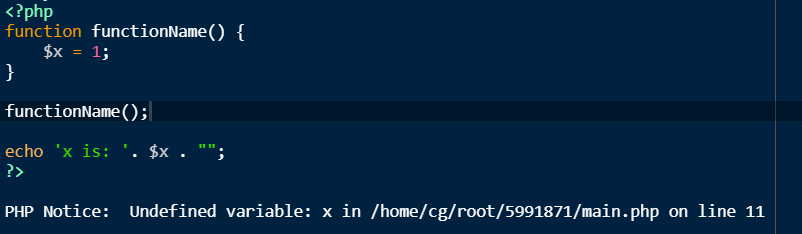 <?php
function functionName() {
    $x = 1;
}
functionName();
echo 'x is: '. $x . "";
?>
PHP Notice:  Undefined variable: x in /home/cg/root/5991871/main.php on line 11